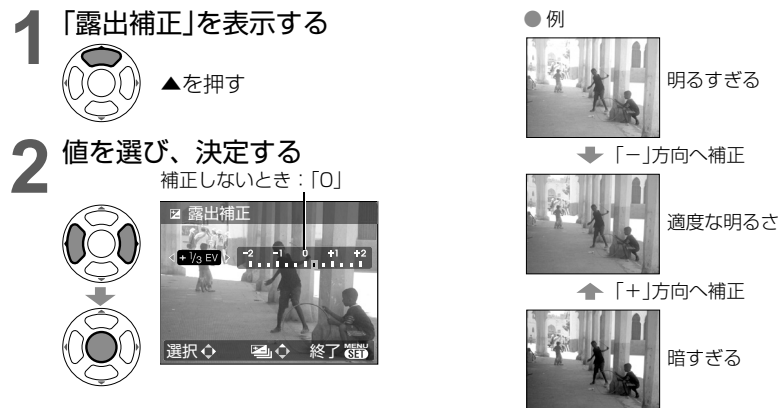 1 「露出補正」を表示する
▲を押す
2 値を選び、決定する
補正しないとき：「0」
露出補正
+1/3 EV
-2 -1 0 +1 +2
選択 終了 MENU SET
● 例
明るすぎる
「−」方向へ補正
適度な明るさ
「＋」方向へ補正
暗すぎる